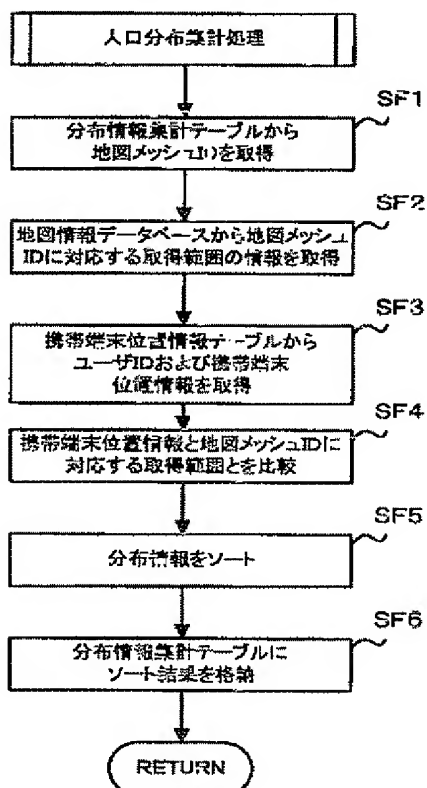 人口分布集計処理
SF1
分布情報集計テーブルから
地図メッシュIDを取得
SF2
地図情報データベースから地図メッシュ
IDに対応する取得範囲の情報を取得
SF3
携帯端末位置情報テーブルから
ユーザIDおよび携帯端末
位置情報を取得
SF4
携帯端末位置情報と地図メッシュIDに
対応する取得範囲とを比較
SF5
分布情報をソート
SF6
分布情報集計テーブルに
ソート結果を格納
RETURN